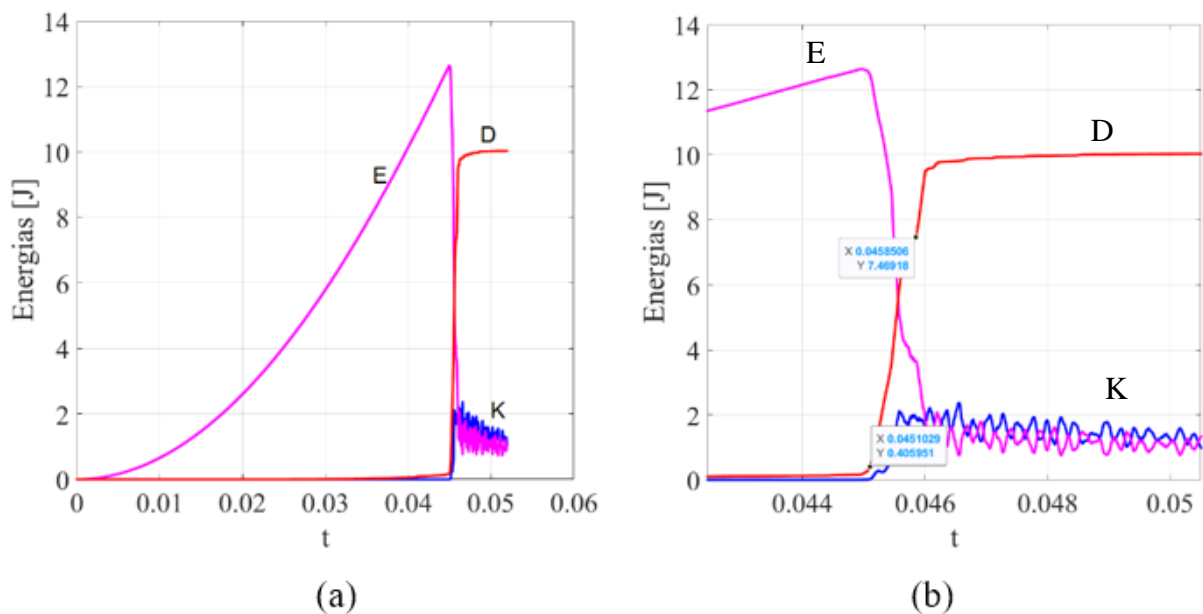 14
12
10
8
6
4
2
0
Energias [J]
E
D
K
0
0.01
0.02
0.03
0.04
0.05
0.06
t
(a)
14
12
10
8
6
4
2
0
Energias [J]
E
D
X 0.0458506
Y 7.46918
K
X 0.0451029
Y 0.405951
0.044
0.046
0.048
0.05
t
(b)